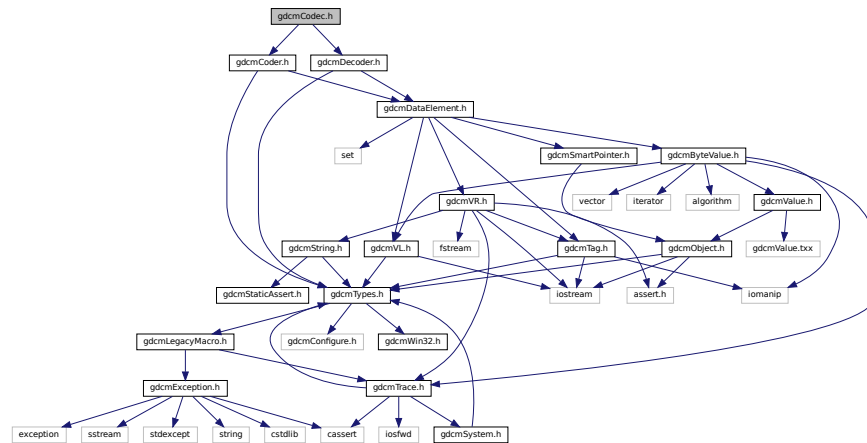 gdcmCodec.h
gdcmCoder.h
gdcmDecoder.h
gdcmDataElement.h
set
gdcmSmartPointer.h
gdcmByteValue.h
gdcmVR.h
vector
iterator
algorithm
gdcmValue.h
gdcmString.h
gdcmVL.h
fstream
gdcmTag.h
gdcmObject.h
gdcmValue.txx
gdcmStaticAssert.h
gdcmTypes.h
iostream
assert.h
iomanip
gdcmLegacyMacro.h
gdcmConfigure.h
gdcmWin32.h
gdcmException.h
gdcmTrace.h
exception
sstream
stdexcept
string
cstdlib
cassert
iosfwd
gdcmSystem.h